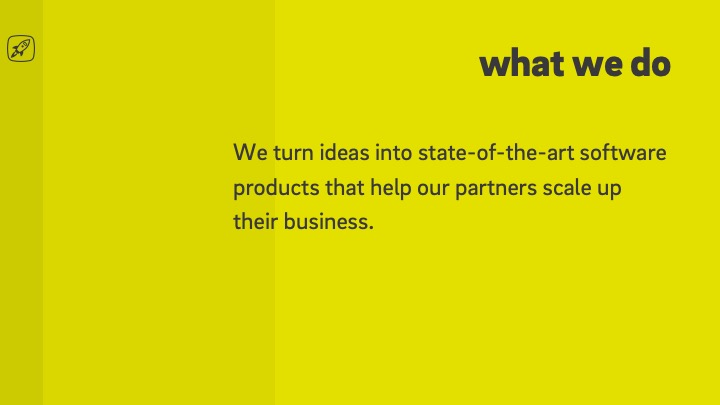 what we do
We turn ideas into state-of-the-art software
products that help our partners scale up
their business.